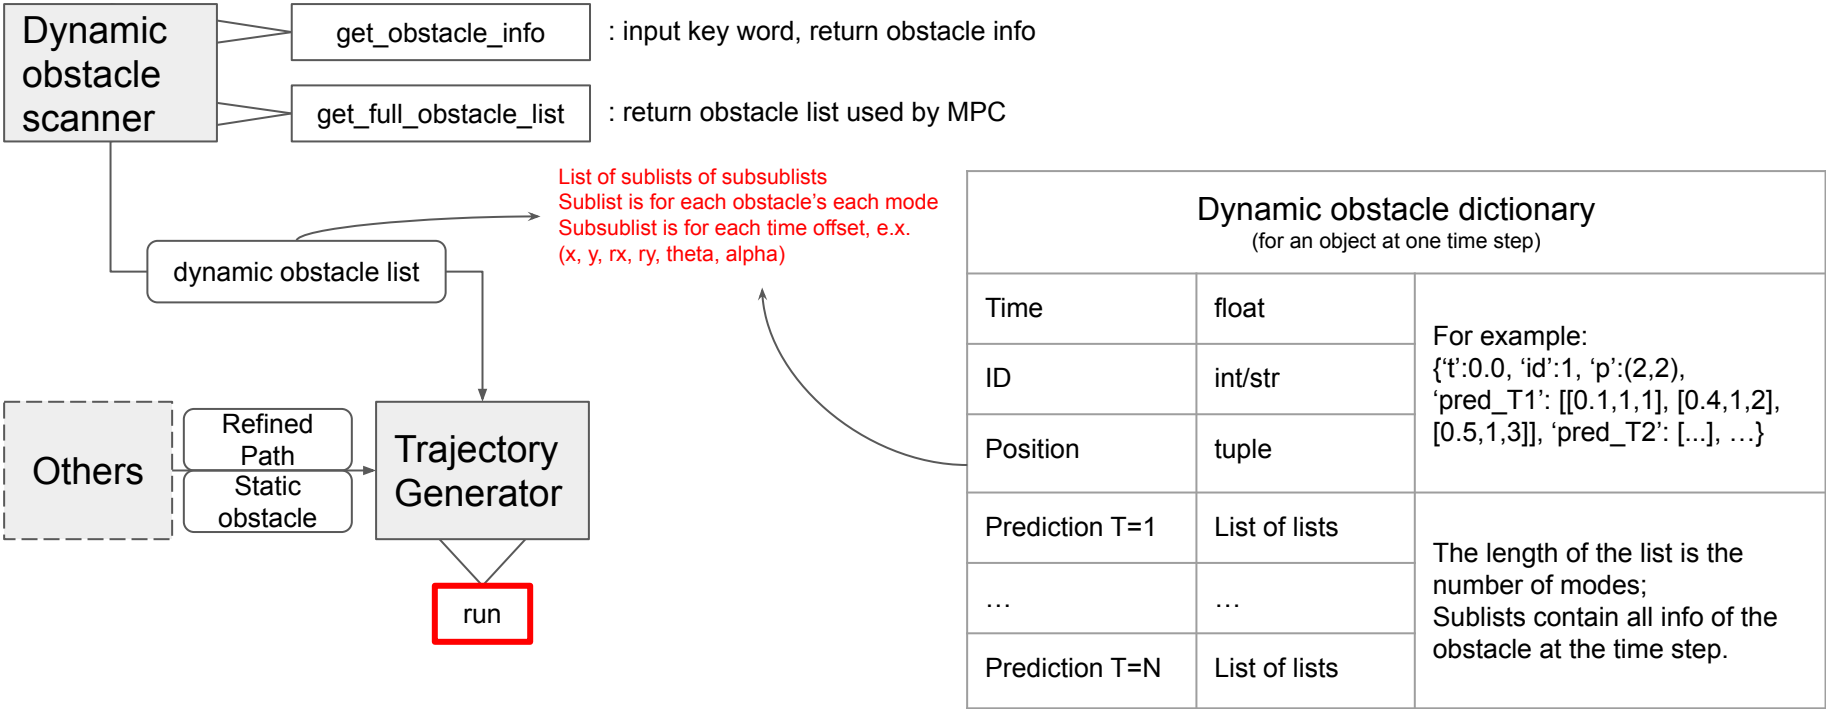 Dynamic
obstacle
scanner
get_obstacle_info
: input key word, return obstacle info
get_full_obstacle_list
: return obstacle list used by MPC
List of sublists of subsublists
Sublist is for each obstacle’s each mode
Subsublist is for each time offset, e.x.
(x, y, rx, ry, theta, alpha)
dynamic obstacle list
Others
Refined
Path
Static
obstacle
Trajectory
Generator
run
Dynamic obstacle dictionary
(for an object at one time step)
Time
float
ID
int/str
Position
tuple
For example:
{‘t’:0.0, ‘id’:1, ‘p’:(2,2),
‘pred_T1’: [[0.1,1,1], [0.4,1,2],
[0.5,1,3]], ‘pred_T2’: [...], …}
Prediction T=1
List of lists
…
…
Prediction T=N
List of lists
The length of the list is the
number of modes;
Sublists contain all info of the
obstacle at the time step.